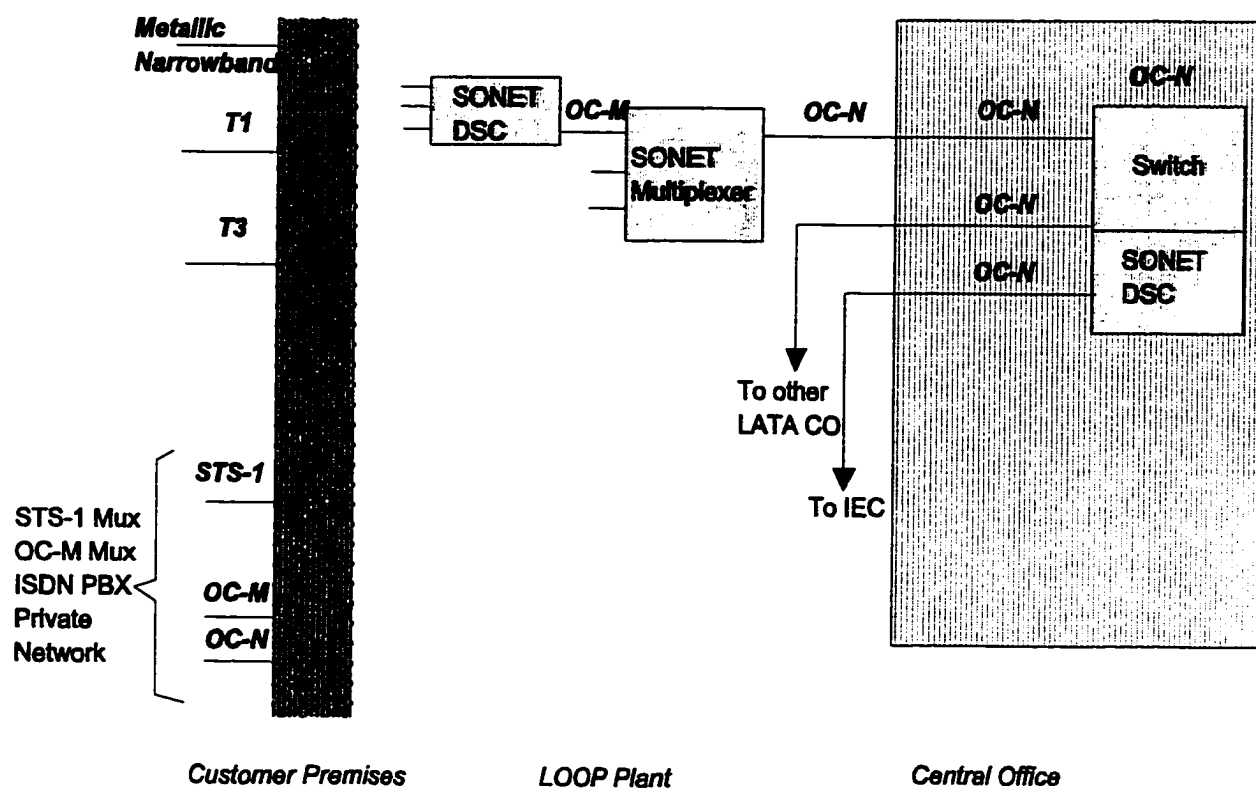 Metallic
Narrowband
T1
T3
STS-1
STS-1 Mux
OC-M Mux
ISDN PBX
Private
Network
OC-M
OC-N
SONET
DSC
OC-M
SONET
Multiplexer
OC-N
OC-N
OC-N
Switch
OC-N
OC-N
SONET
DSC
To other
LATA CO
To IEC
Customer Premises
LOOP Plant
Central Office